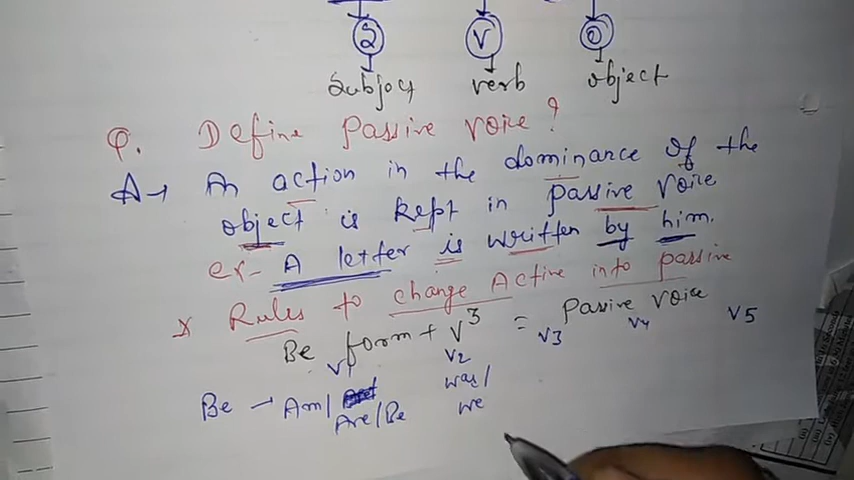 S V O
Subject verb object
Q. Define Passive Voice?
A→ An action in the dominance of the
object is kept in passive voice
ex- A letter is written by him.
* Rules to change Active into passive
Be form + V3 = Passive voice
V1 V2 V3 V4 V5
Be → Am/ was/
Are/Be we